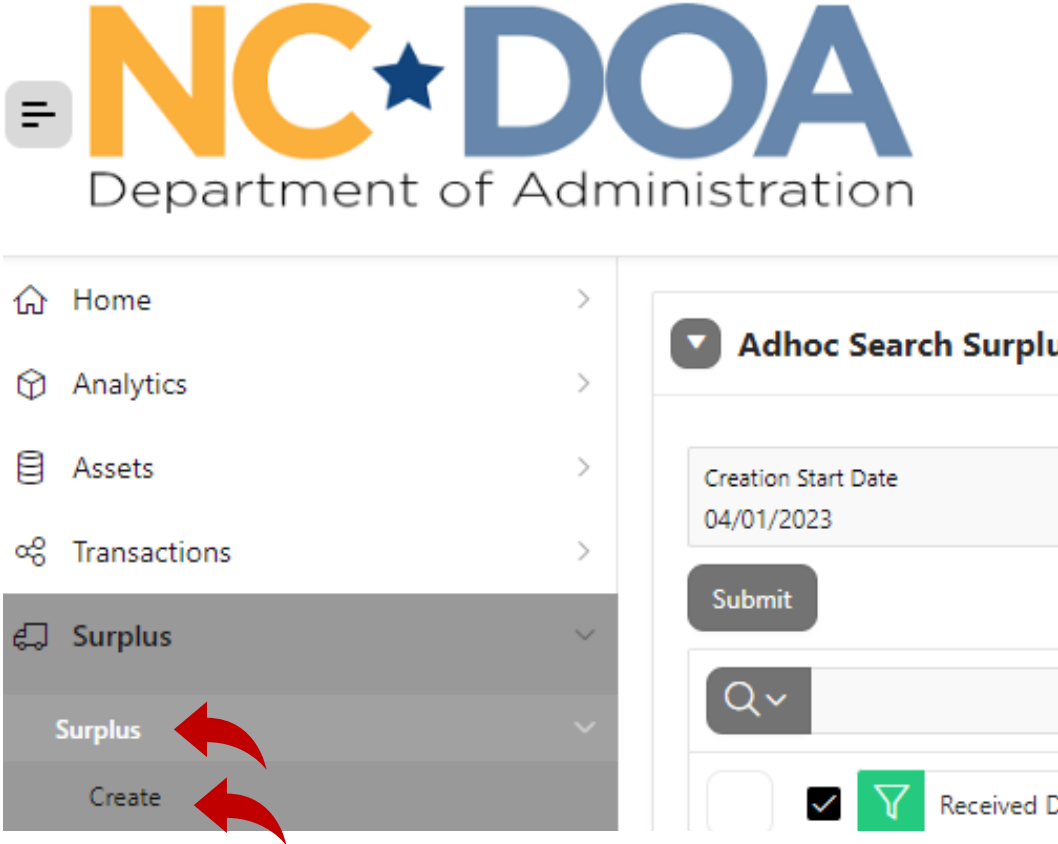 NC DOA
Department of Administration
Home
Analytics
Assets
Transactions
Surplus
Surplus
Create
Adhoc Search Surplu
Creation Start Date
04/01/2023
Submit
Received D